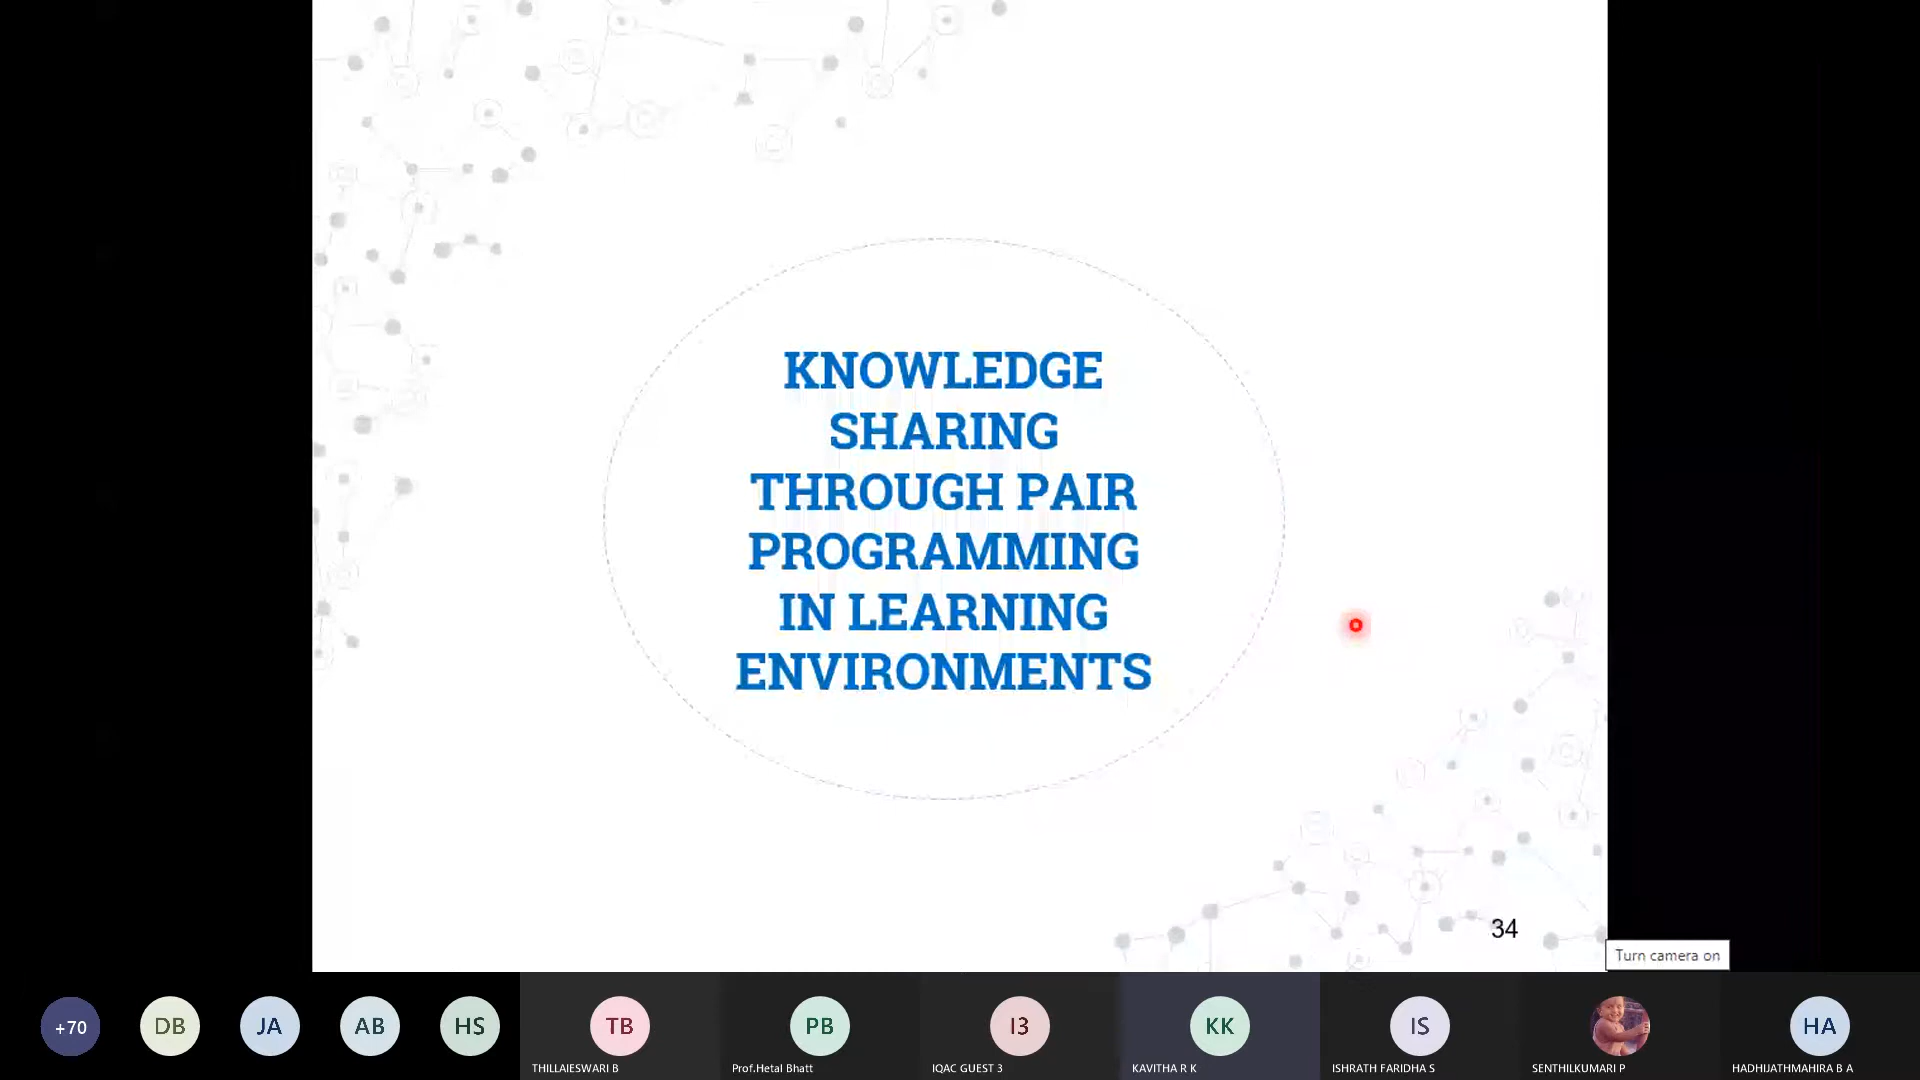 KNOWLEDGE
SHARING
THROUGH PAIR
PROGRAMMING
IN LEARNING
ENVIRONMENTS
34
Turn camera on
+70
DB
JA
AB
HS
TB
PB
I3
KK
IS
HA
THILLAIESWARI B
Prof.Hetal Bhatt
IQAC GUEST 3
KAVITHA R K
ISHRATH FARIDHA S
SENTHILKUMARI P
HADHIJATHMAHIRA B A